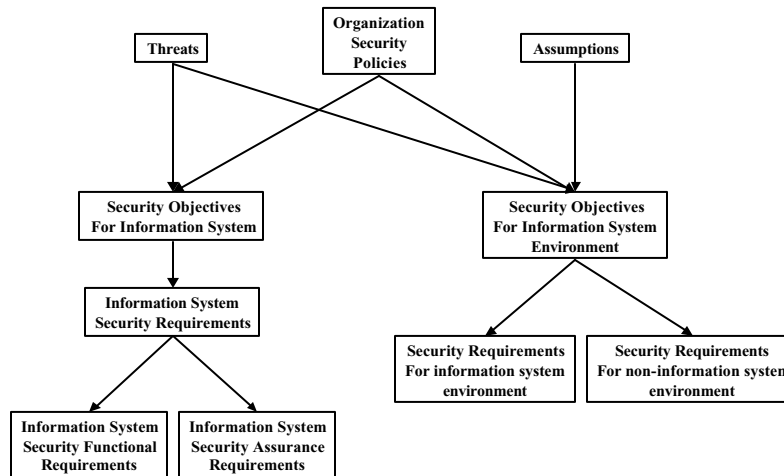 Threats
Organization
Security
Policies
Assumptions
Security Objectives
For Information System
Security Objectives
For Information System
Environment
Information System
Security Requirements
Security Requirements
For information system
environment
Security Requirements
For non-information system
environment
Information System
Security Functional
Requirements
Information System
Security Assurance
Requirements